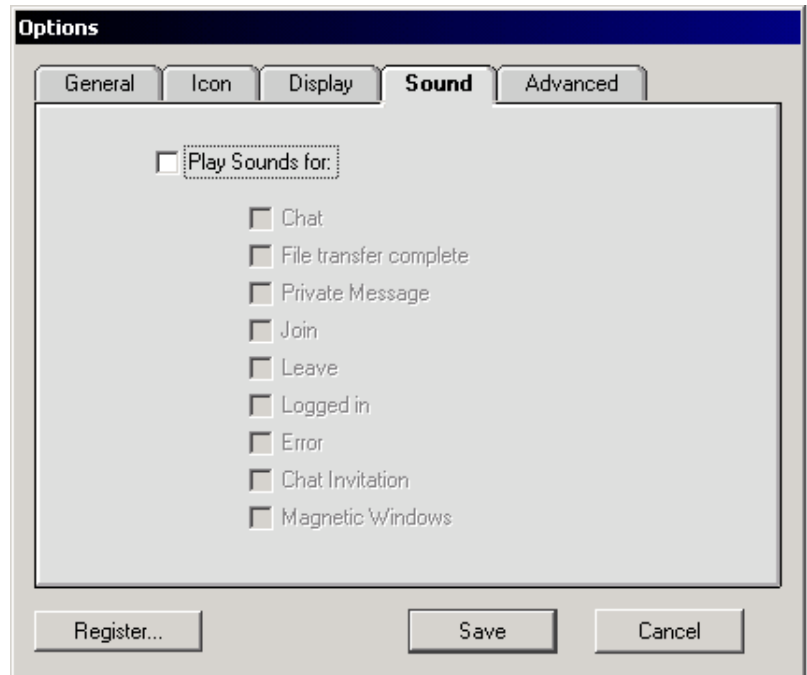 Options
General Icon Display Sound Advanced
Play Sounds for:
Chat
File transfer complete
Private Message
Join
Leave
Logged in
Error
Chat Invitation
Magnetic Windows
Register... Save Cancel